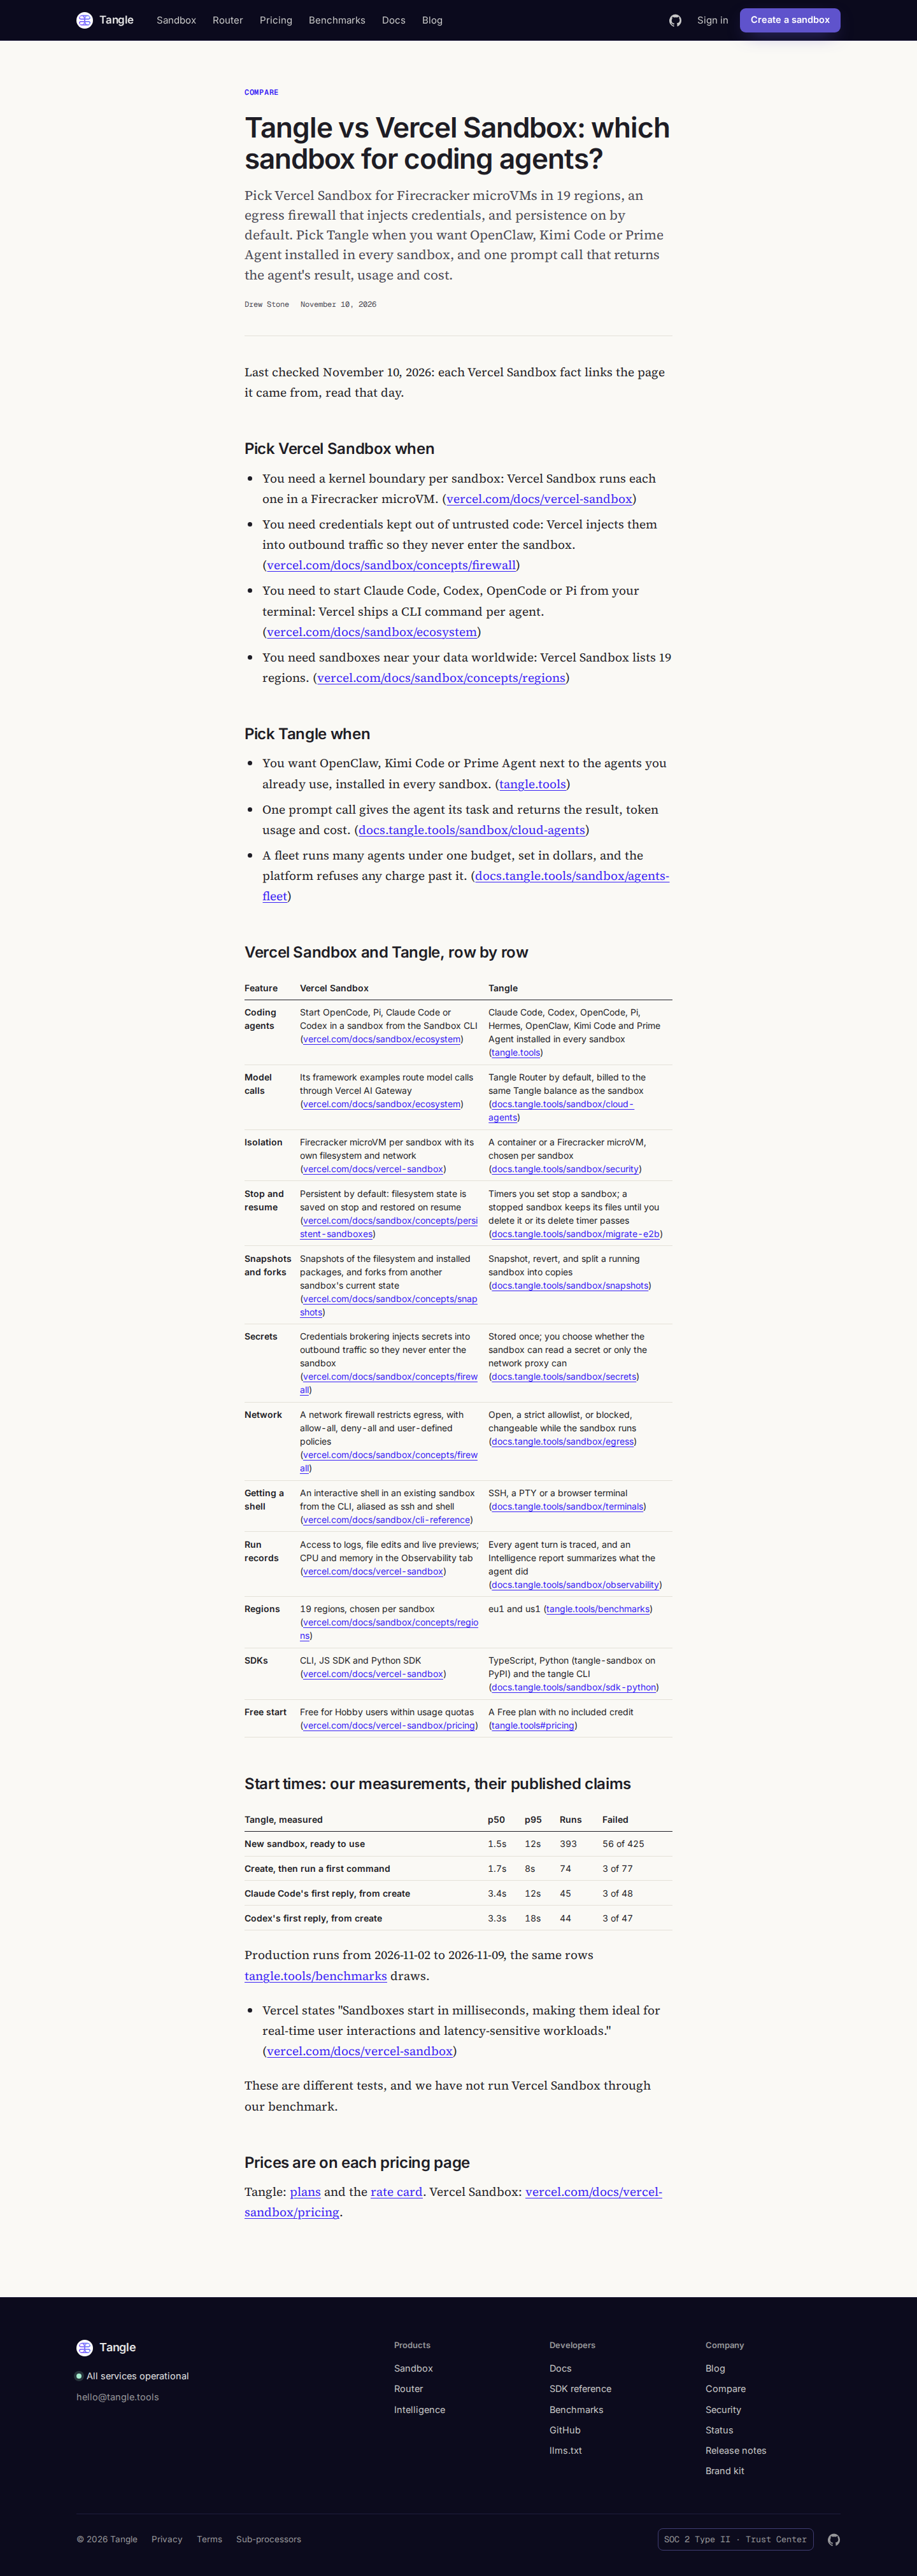 Tangle
Sandbox
Router
Pricing
Benchmarks
Docs
Blog
Sign in
Create a sandbox
COMPARE
Tangle vs Vercel Sandbox: which
sandbox for coding agents?
Pick Vercel Sandbox for Firecracker microVMs in 19 regions, an
egress firewall that injects credentials, and persistence on by
default. Pick Tangle when you want OpenClaw, Kimi Code or Prime
Agent installed in every sandbox, and one prompt call that returns
the agent's result, usage and cost.
Drew Stone November 10, 2026
Last checked November 10, 2026: each Vercel Sandbox fact links the page
it came from, read that day.
Pick Vercel Sandbox when
• You need a kernel boundary per sandbox: Vercel Sandbox runs each
one in a Firecracker microVM. (vercel.com/docs/vercel-sandbox)
• You need credentials kept out of untrusted code: Vercel injects them
into outbound traffic so they never enter the sandbox.
(vercel.com/docs/sandbox/concepts/firewall)
• You need to start Claude Code, Codex, OpenCode or Pi from your
terminal: Vercel ships a CLI command per agent.
(vercel.com/docs/sandbox/ecosystem)
• You need sandboxes near your data worldwide: Vercel Sandbox lists 19
regions. (vercel.com/docs/sandbox/concepts/regions)
Pick Tangle when
• You want OpenClaw, Kimi Code or Prime Agent next to the agents you
already use, installed in every sandbox. (tangle.tools)
• One prompt call gives the agent its task and returns the result, token
usage and cost. (docs.tangle.tools/sandbox/cloud-agents)
• A fleet runs many agents under one budget, set in dollars, and the
platform refuses any charge past it. (docs.tangle.tools/sandbox/agents-
fleet)
Vercel Sandbox and Tangle, row by row
Feature Vercel Sandbox Tangle
Coding
agents
Start OpenCode, Pi, Claude Code or
Codex in a sandbox from the Sandbox CLI
(vercel.com/docs/sandbox/ecosystem)
Claude Code, Codex, OpenCode, Pi,
Hermes, OpenClaw, Kimi Code and Prime
Agent installed in every sandbox
(tangle.tools)
Model
calls
Its framework examples route model calls
through Vercel AI Gateway
(vercel.com/docs/sandbox/ecosystem)
Tangle Router by default, billed to the
same Tangle balance as the sandbox
(docs.tangle.tools/sandbox/cloud-
agents)
Isolation
Firecracker microVM per sandbox with its
own filesystem and network
(vercel.com/docs/vercel-sandbox)
A container or a Firecracker microVM,
chosen per sandbox
(docs.tangle.tools/sandbox/security)
Stop and
resume
Persistent by default: filesystem state is
saved on stop and restored on resume
(vercel.com/docs/sandbox/concepts/persi
stent-sandboxes)
Timers you set stop a sandbox; a
stopped sandbox keeps its files until you
delete it or its delete timer passes
(docs.tangle.tools/sandbox/migrate-e2b)
Snapshots
and forks
Snapshots of the filesystem and installed
packages, and forks from another
sandbox's current state
(vercel.com/docs/sandbox/concepts/snap
shots)
Snapshot, revert, and split a running
sandbox into copies
(docs.tangle.tools/sandbox/snapshots)
Secrets
Credentials brokering injects secrets into
outbound traffic so they never enter the
sandbox
(vercel.com/docs/sandbox/concepts/firew
all)
Stored once; you choose whether the
sandbox can read a secret or only the
network proxy can
(docs.tangle.tools/sandbox/secrets)
Network
A network firewall restricts egress, with
allow-all, deny-all and user-defined
policies
(vercel.com/docs/sandbox/concepts/firew
all)
Open, a strict allowlist, or blocked,
changeable while the sandbox runs
(docs.tangle.tools/sandbox/egress)
Getting a
shell
An interactive shell in an existing sandbox
from the CLI, aliased as ssh and shell
(vercel.com/docs/sandbox/cli-reference)
SSH, a PTY or a browser terminal
(docs.tangle.tools/sandbox/terminals)
Run
records
Access to logs, file edits and live previews;
CPU and memory in the Observability tab
(vercel.com/docs/vercel-sandbox)
Every agent turn is traced, and an
Intelligence report summarizes what the
agent did
(docs.tangle.tools/sandbox/observability)
Regions
19 regions, chosen per sandbox
(vercel.com/docs/sandbox/concepts/regio
ns)
eu1 and us1 (tangle.tools/benchmarks)
SDKs
CLI, JS SDK and Python SDK
(vercel.com/docs/vercel-sandbox)
TypeScript, Python (tangle-sandbox on
PyPI) and the tangle CLI
(docs.tangle.tools/sandbox/sdk-python)
Free start
Free for Hobby users within usage quotas
(vercel.com/docs/vercel-sandbox/pricing)
A Free plan with no included credit
(tangle.tools#pricing)
Start times: our measurements, their published claims
Tangle, measured p50 p95 Runs Failed
New sandbox, ready to use 1.5s 12s 393 56 of 425
Create, then run a first command 1.7s 8s 74 3 of 77
Claude Code's first reply, from create 3.4s 12s 45 3 of 48
Codex's first reply, from create 3.3s 18s 44 3 of 47
Production runs from 2026-11-02 to 2026-11-09, the same rows
tangle.tools/benchmarks draws.
• Vercel states "Sandboxes start in milliseconds, making them ideal for
real-time user interactions and latency-sensitive workloads."
(vercel.com/docs/vercel-sandbox)
These are different tests, and we have not run Vercel Sandbox through
our benchmark.
Prices are on each pricing page
Tangle: plans and the rate card. Vercel Sandbox: vercel.com/docs/vercel-
sandbox/pricing.
Tangle
All services operational
hello@tangle.tools
Products
Sandbox
Router
Intelligence
Developers
Docs
SDK reference
Benchmarks
GitHub
llms.txt
Company
Blog
Compare
Security
Status
Release notes
Brand kit
© 2026 Tangle
Privacy
Terms
Sub-processors
SOC 2 Type II · Trust Center